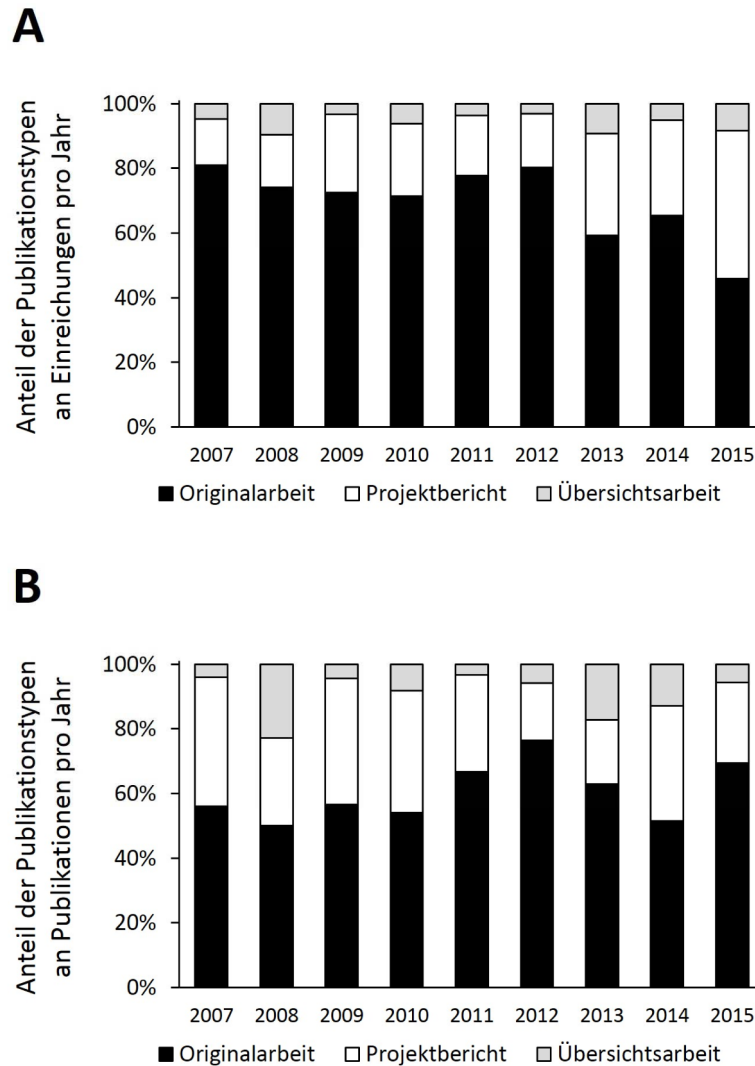 A
Anteil der Publikationstypen
an Einreichungen pro Jahr
100%
80%
60%
40%
20%
0%
2007 2008 2009 2010 2011 2012 2013 2014 2015
Originalarbeit Projektbericht Übersichtsarbeit
B
Anteil der Publikationstypen
an Publikationen pro Jahr
100%
80%
60%
40%
20%
0%
2007 2008 2009 2010 2011 2012 2013 2014 2015
Originalarbeit Projektbericht Übersichtsarbeit